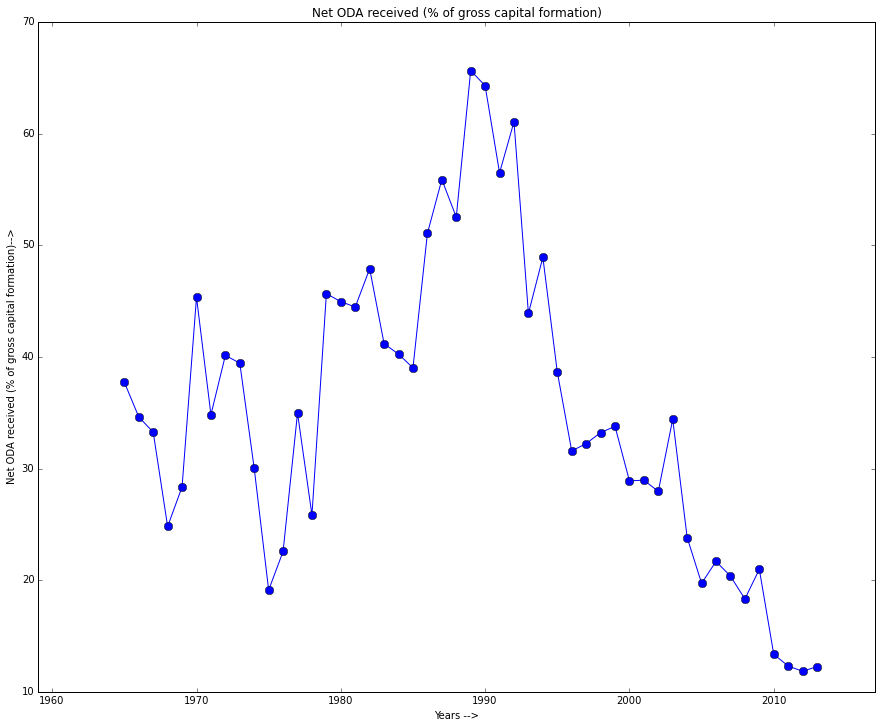 Net ODA received (% of gross capital formation)
70
60
50
40
30
20
10
Net ODA received (% of gross capital formation)-->
1960 1970 1980 1990 2000 2010
Years -->